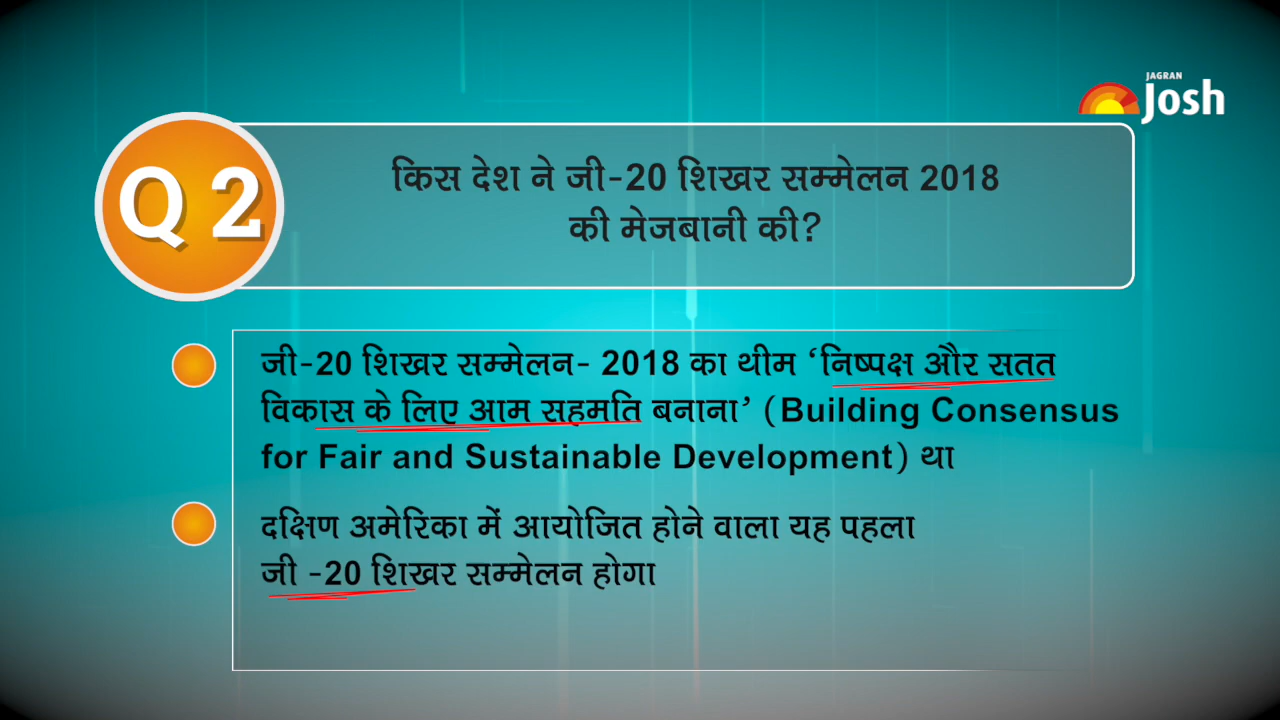 JAGRAN
Josh
Q 2
किस देश ने जी-20 शिखर सम्मेलन 2018
की मेजबानी की?
जी-20 शिखर सम्मेलन- 2018 का थीम ‘निष्पक्ष और सतत
विकास के लिए आम सहमति बनाना’ (Building Consensus
for Fair and Sustainable Development) था
दक्षिण अमेरिका में आयोजित होने वाला यह पहला
जी -20 शिखर सम्मेलन होगा